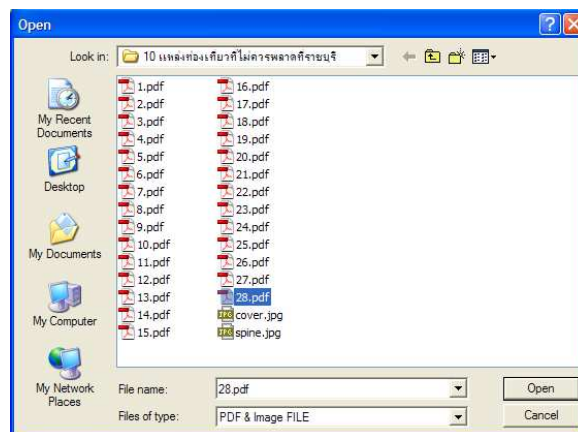 Open
Look in:
10 แหล่งท่องเที่ยวที่ไม่ควรพลาดที่ราชบุรี
My Recent
Documents
Desktop
My Documents
My Computer
My Network
Places
1.pdf
2.pdf
3.pdf
4.pdf
5.pdf
6.pdf
7.pdf
8.pdf
9.pdf
10.pdf
11.pdf
12.pdf
13.pdf
14.pdf
15.pdf
16.pdf
17.pdf
18.pdf
19.pdf
20.pdf
21.pdf
22.pdf
23.pdf
24.pdf
25.pdf
26.pdf
27.pdf
28.pdf
cover.jpg
spine.jpg
File name:
28.pdf
Open
Files of type:
PDF & Image FILE
Cancel